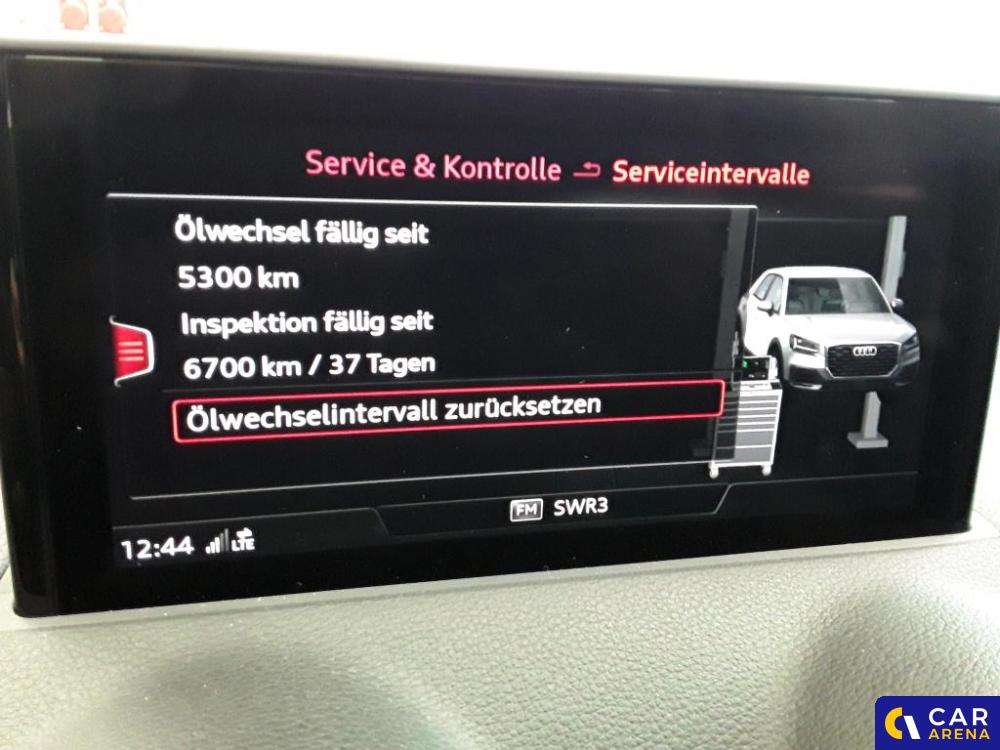 Service & Kontrolle Serviceintervalle
Ölwechsel fällig seit
5300 km
Inspektion fällig seit
6700 km / 37 Tagen
Ölwechselintervall zurücksetzen
FM SWR3
12:44 LTE
CAR
ARENA